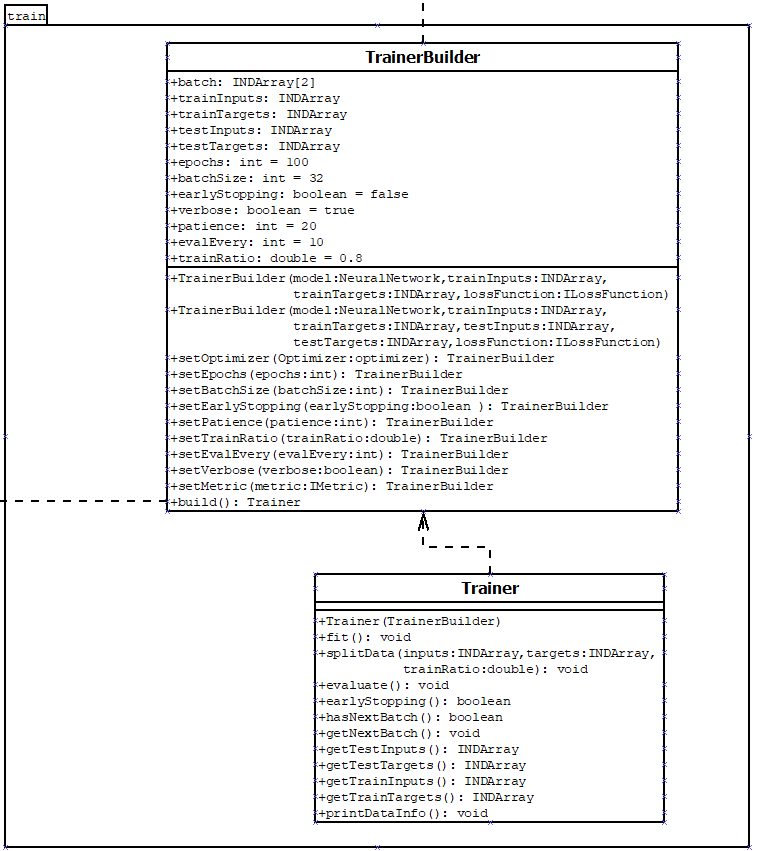 train
TrainerBuilder
+batch: INDArray[2]
+trainInputs: INDArray
+trainTargets: INDArray
+testInputs: INDArray
+testTargets: INDArray
+epochs: int = 100
+batchSize: int = 32
+earlyStopping: boolean = false
+verbose: boolean = true
+patience: int = 20
+evalEvery: int = 10
+trainRatio: double = 0.8
+TrainerBuilder(model:NeuralNetwork,trainInputs:INDArray,
trainTargets:INDArray,lossFunction:ILossFunction)
+TrainerBuilder(model:NeuralNetwork,trainInputs:INDArray,
trainTargets:INDArray,testInputs:INDArray,
testTargets:INDArray,lossFunction:ILossFunction)
+setOptimizer(Optimizer:optimizer): TrainerBuilder
+setEpochs(epochs:int): TrainerBuilder
+setBatchSize(batchSize:int): TrainerBuilder
+setEarlyStopping(earlyStopping:boolean ): TrainerBuilder
+setPatience(patience:int): TrainerBuilder
+setTrainRatio(trainRatio:double): TrainerBuilder
+setEvalEvery(evalEvery:int): TrainerBuilder
+setVerbose(verbose:boolean): TrainerBuilder
+setMetric(metric:IMetric): TrainerBuilder
+build(): Trainer
Trainer
+Trainer(TrainerBuilder)
+fit(): void
+splitData(inputs:INDArray,targets:INDArray,
trainRatio:double): void
+evaluate(): void
+earlyStopping(): boolean
+hasNextBatch(): boolean
+getNextBatch(): void
+getTestInputs(): INDArray
+getTestTargets(): INDArray
+getTrainInputs(): INDArray
+getTrainTargets(): INDArray
+printDataInfo(): void